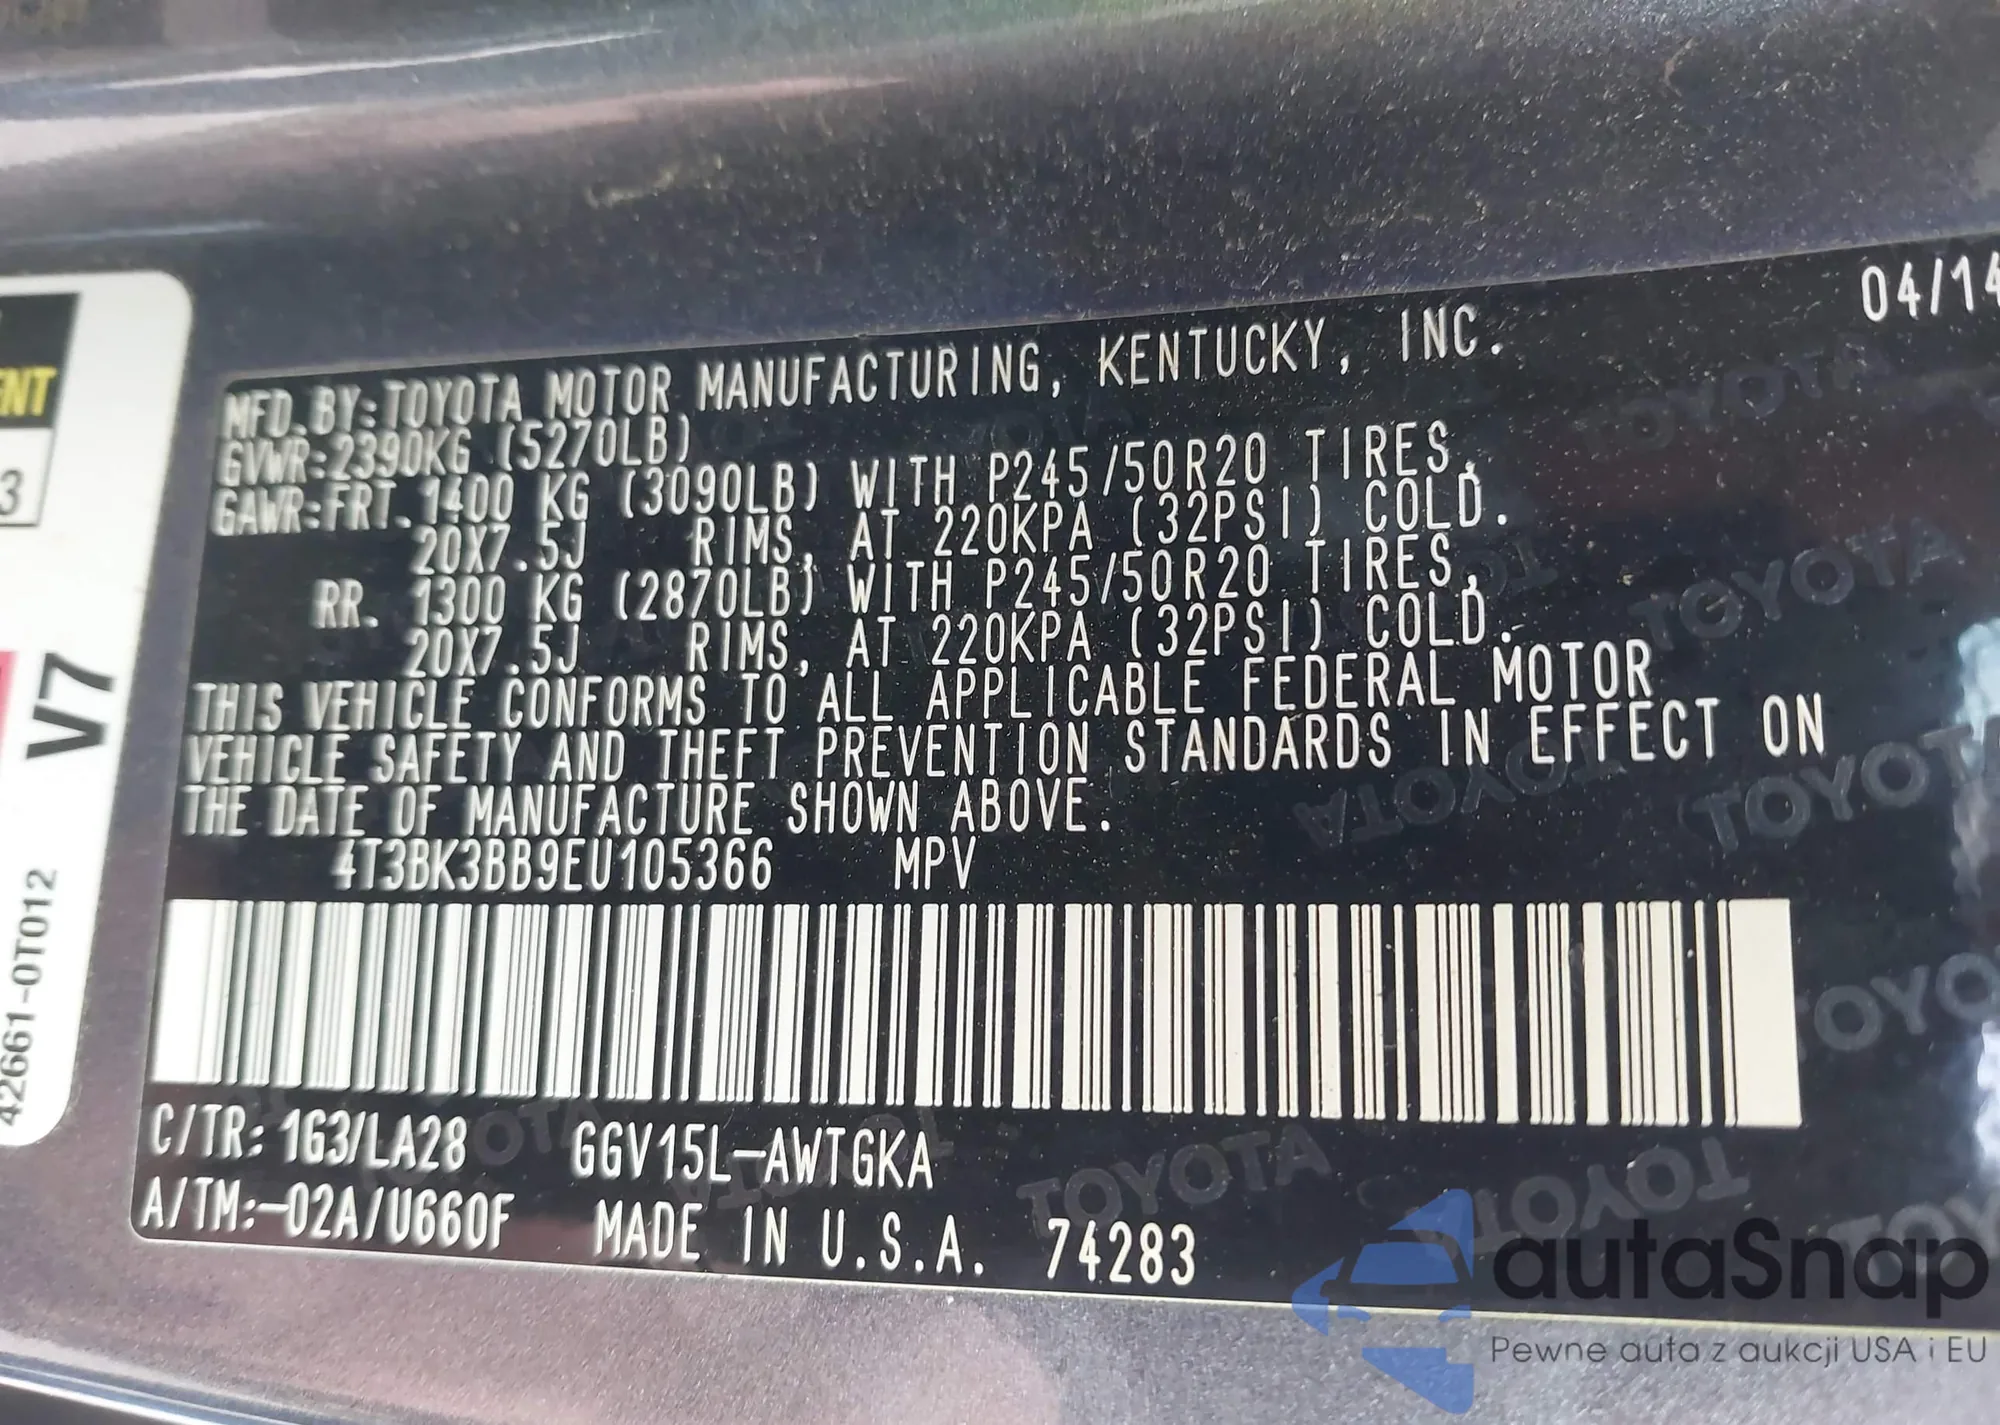 04/14
MFD. BY: TOYOTA MOTOR MANUFACTURING, KENTUCKY, INC.
GVWR: 2390KG (5270LB)
GAWR: FRT. 1400 KG (3090LB) WITH P245/50R20 TIRES,
20X7.5J RIMS, AT 220KPA (32PSI) COLD.
RR. 1300 KG (2870LB) WITH P245/50R20 TIRES,
20X7.5J RIMS, AT 220KPA (32PSI) COLD.
THIS VEHICLE CONFORMS TO ALL APPLICABLE FEDERAL MOTOR
VEHICLE SAFETY AND THEFT PREVENTION STANDARDS IN EFFECT ON
THE DATE OF MANUFACTURE SHOWN ABOVE.
4T3BK3BB9EU105366 MPV
C/TR: 1G3/LA28 GGV15L-AWTGKA
A/TM:-02A/U660F MADE IN U.S.A. 74283
ENT
3
V7
42661-0T012
TOYOTA
autaSnap
Pewne auta z aukcji USA i EU